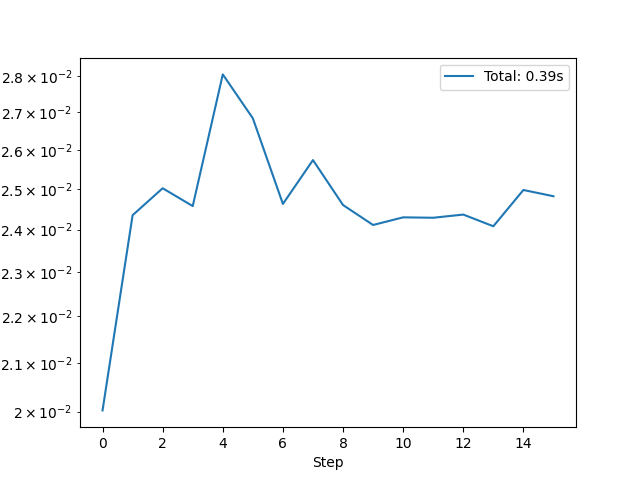 Total: 0.39s
2.8 × 10⁻²
2.7 × 10⁻²
2.6 × 10⁻²
2.5 × 10⁻²
2.4 × 10⁻²
2.3 × 10⁻²
2.2 × 10⁻²
2.1 × 10⁻²
2 × 10⁻²
0 2 4 6 8 10 12 14
Step